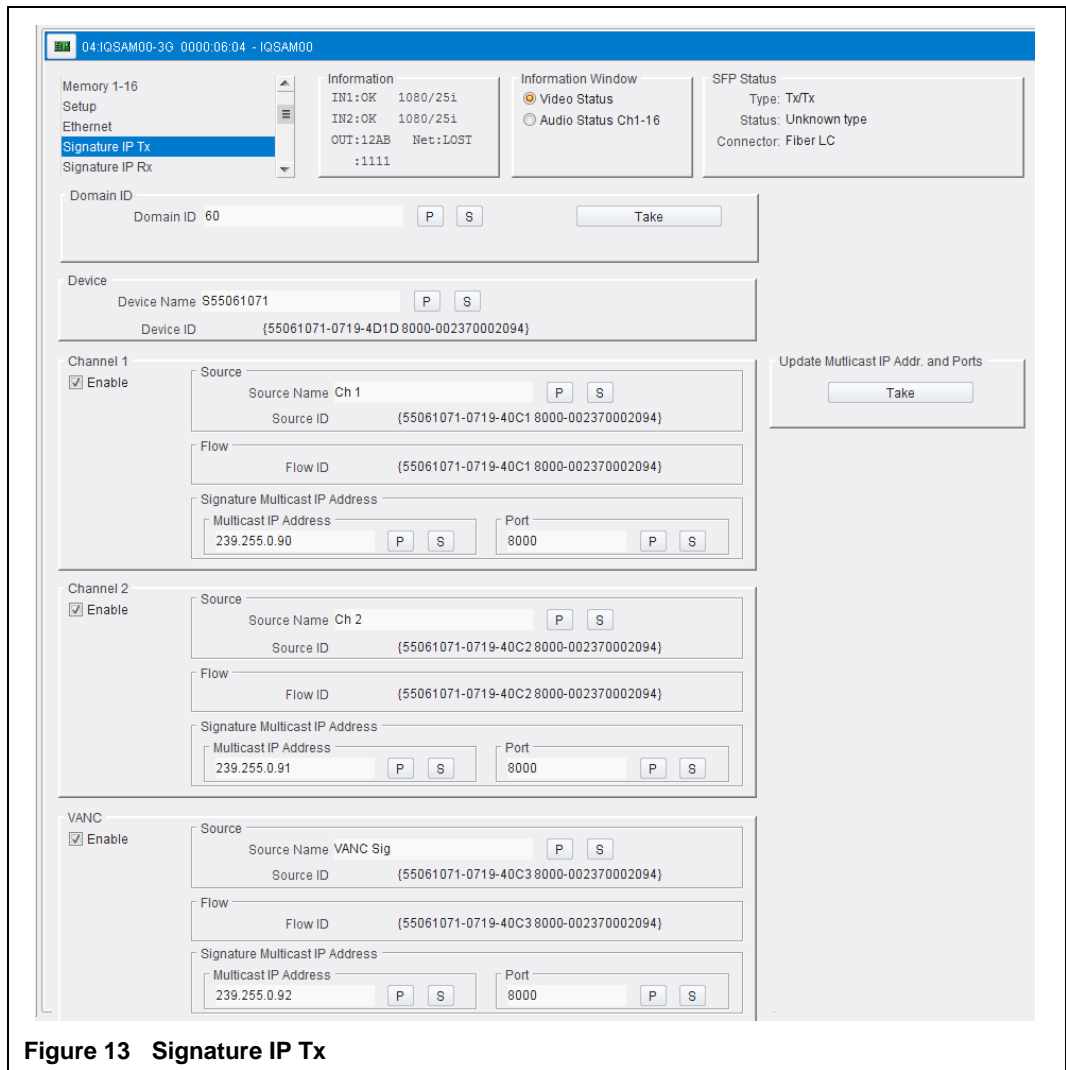 04:IQSAM00-3G 0000:06:04 - IQSAM00
Memory 1-16
Setup
Ethernet
Signature IP Tx
Signature IP Rx
Information
IN1:OK 1080/25i
IN2:OK 1080/25i
OUT:12AB Net:LOST
:1111
Information Window
Video Status
Audio Status Ch1-16
SFP Status
Type: Tx/Tx
Status: Unknown type
Connector: Fiber LC
Domain ID
Domain ID 60 P S Take
Device
Device Name S55061071 P S
Device ID {55061071-0719-4D1D 8000-002370002094}
Channel 1
Enable
Source
Source Name Ch 1 P S
Source ID {55061071-0719-40C1 8000-002370002094}
Flow
Flow ID {55061071-0719-40C1 8000-002370002094}
Signature Multicast IP Address
Multicast IP Address
239.255.0.90 P S
Port
8000 P S
Update Mutlicast IP Addr. and Ports
Take
Channel 2
Enable
Source
Source Name Ch 2 P S
Source ID {55061071-0719-40C2 8000-002370002094}
Flow
Flow ID {55061071-0719-40C2 8000-002370002094}
Signature Multicast IP Address
Multicast IP Address
239.255.0.91 P S
Port
8000 P S
VANC
Enable
Source
Source Name VANC Sig P S
Source ID {55061071-0719-40C3 8000-002370002094}
Flow
Flow ID {55061071-0719-40C3 8000-002370002094}
Signature Multicast IP Address
Multicast IP Address
239.255.0.92 P S
Port
8000 P S
Figure 13 Signature IP Tx